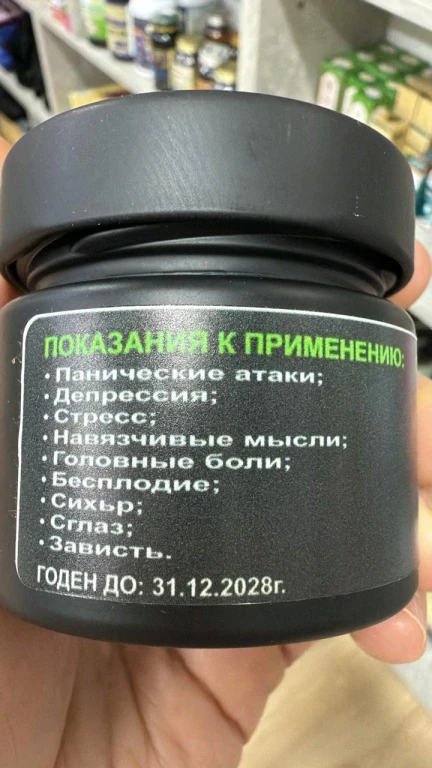 ПОКАЗАНИЯ К ПРИМЕНЕНИЮ:
• Панические атаки;
• Депрессия;
• Стресс;
• Навязчивые мысли;
• Головные боли;
• Бесплодие;
• Сихьр;
• Сглаз;
• Зависть.
ГОДЕН ДО: 31.12.2028г.